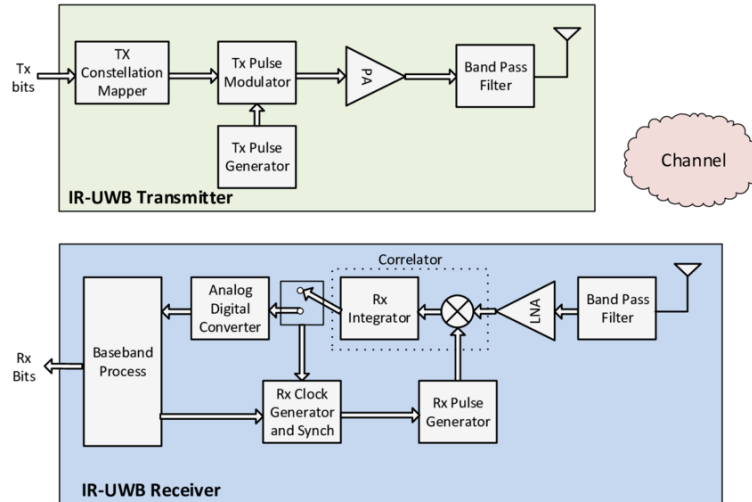 Tx
bits
TX
Constellation
Mapper
Tx Pulse
Modulator
PA
Band Pass
Filter
Tx Pulse
Generator
IR-UWB Transmitter
Channel
Correlator
Rx
Bits
Baseband
Process
Analog
Digital
Converter
Rx
Integrator
LNA
Band Pass
Filter
Rx Clock
Generator
and Synch
Rx Pulse
Generator
IR-UWB Receiver